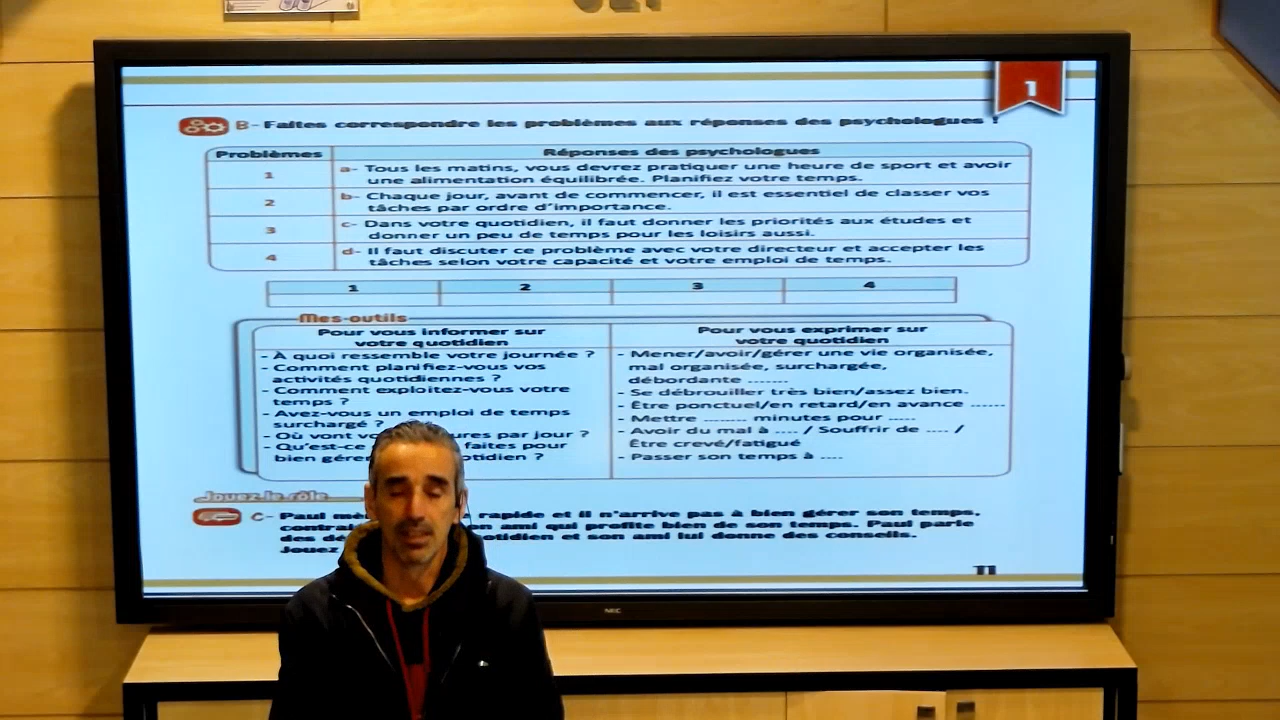 1
B- Faites correspondre les problèmes aux réponses des psychologues !
Problèmes
Réponses des psychologues
1
a- Tous les matins, vous devrez pratiquer une heure de sport et avoir
une alimentation équilibrée. Planifiez votre temps.
2
b- Chaque jour, avant de commencer, il est essentiel de classer vos
tâches par ordre d'importance.
3
c- Dans votre quotidien, il faut donner les priorités aux études et
donner un peu de temps pour les loisirs aussi.
4
d- Il faut discuter ce problème avec votre directeur et accepter les
tâches selon votre capacité et votre emploi de temps.
1 2 3 4
Mes outils
Pour vous informer sur
votre quotidien
- À quoi ressemble votre journée ?
- Comment planifiez-vous vos
activités quotidiennes ?
- Comment exploitez-vous votre
temps ?
- Avez-vous un emploi de temps
surchargé ?
- Où vont ures par jour ?
- Qu'est-ce faites pour
bien gérer otidien ?
Pour vous exprimer sur
votre quotidien
- Mener/avoir/gérer une vie organisée,
mal organisée, surchargée,
débordante .......
- Se débrouiller très bien/assez bien.
- Être ponctuel/en retard/en avance ......
- Mettre ........ minutes pour .....
- Avoir du mal à .... / Souffrir de .... /
Être crevé/fatigué
- Passer son temps à ....
Jouez le rôle
C- Paul mè rapide et il n'arrive pas à bien gérer son temps,
contrai on ami qui profite bien de son temps. Paul parle
des dé otidien et son ami lui donne des conseils.
Jouez
11
NEC